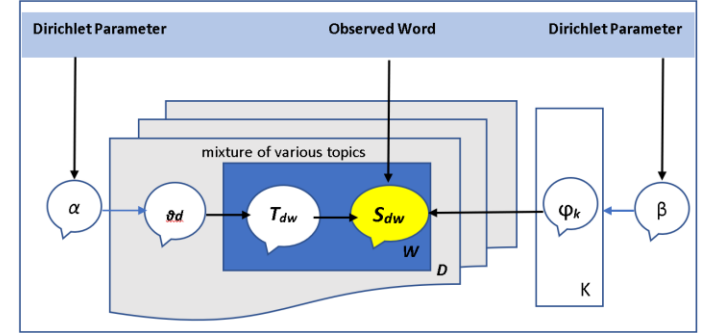 Dirichlet Parameter
Observed Word
Dirichlet Parameter
mixture of various topics
α
ϑd
Tdw
Sdw
φk
β
W
D
K